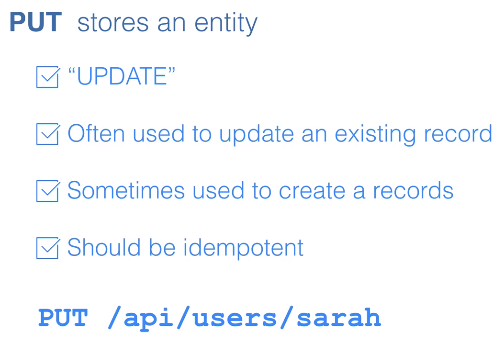 PUT stores an entity
“UPDATE”
Often used to update an existing record
Sometimes used to create a records
Should be idempotent
PUT /api/users/sarah